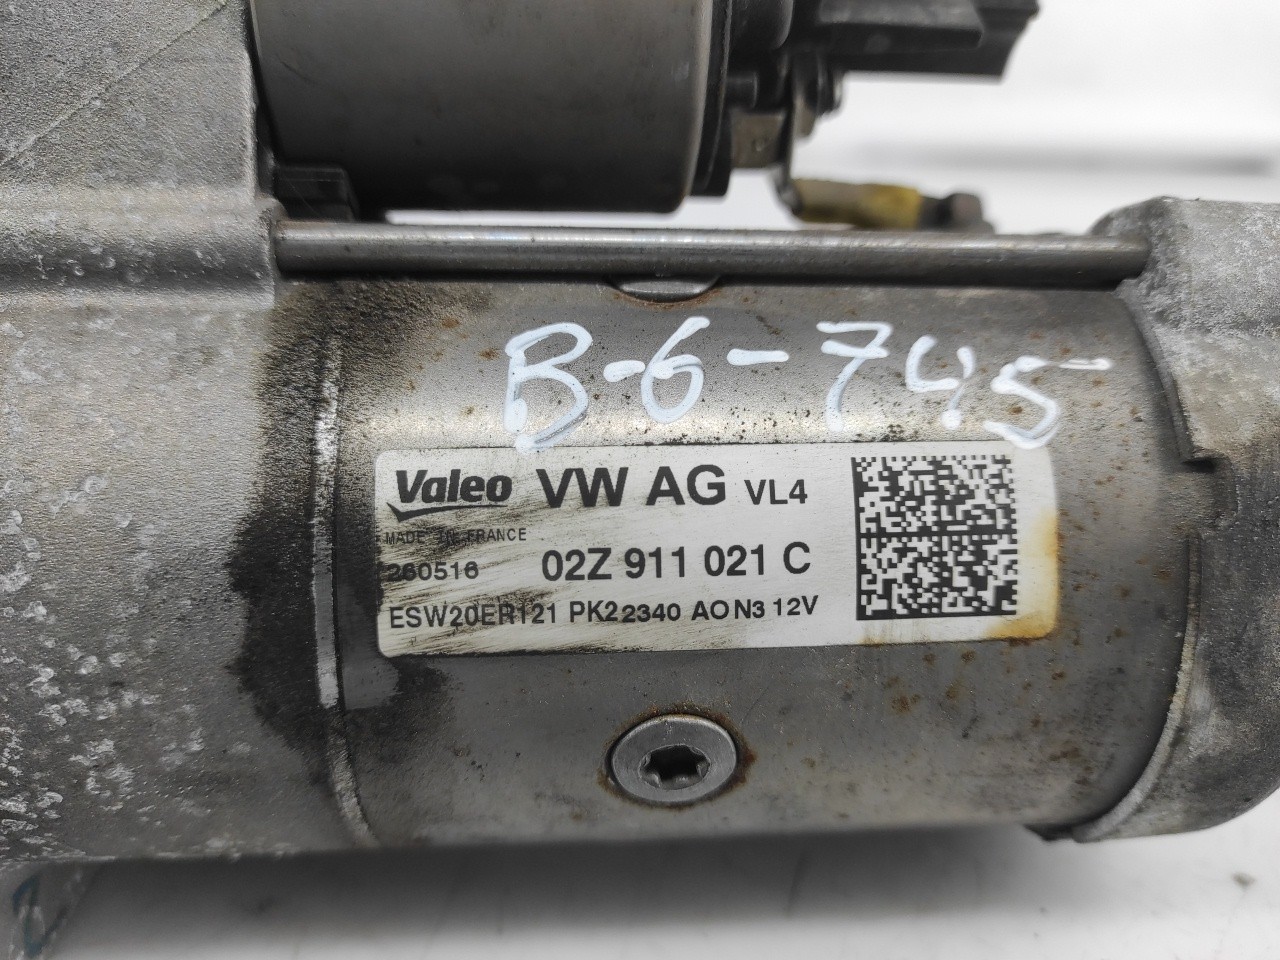 B-6-745
Valeo VW AG VL4
MADE IN FRANCE
260516 02Z 911 021 C
ESW20ER121 PK22340 AON3 12V